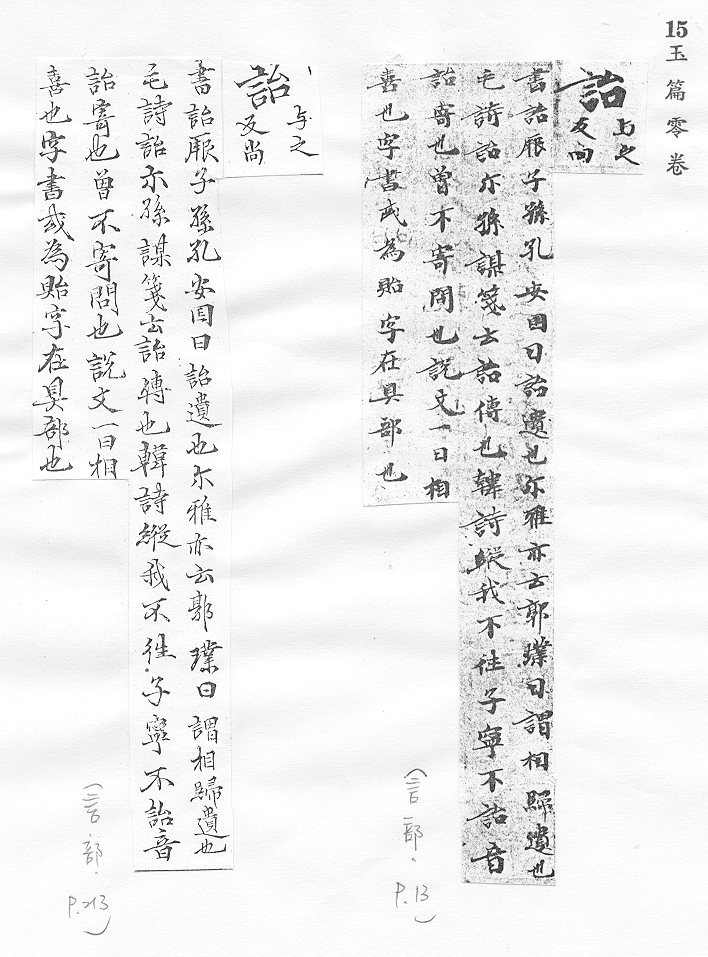 15
玉篇零卷
詒 与之
反尚
書詒厥子孫孔安国曰詒遺也尓雅亦云郭璞曰謂相歸遺也
毛詩詒尓孫謀箋云詒傳也韓詩縱我不往子寧不詒音
詒寄也曾不寄問也說文一曰相
喜也字書或為貽字在貝部也
(言部、
P.13)
詒 与之
反尚
書詒厥子孫孔安国曰詒遺也尓雅亦云郭璞曰謂相歸遺也
毛詩詒尓孫謀箋云詒傳也韓詩縱我不往子寧不詒音
詒寄也曾不寄問也說文一曰相
喜也字書或為貽字在貝部也
(言部、
P.213)